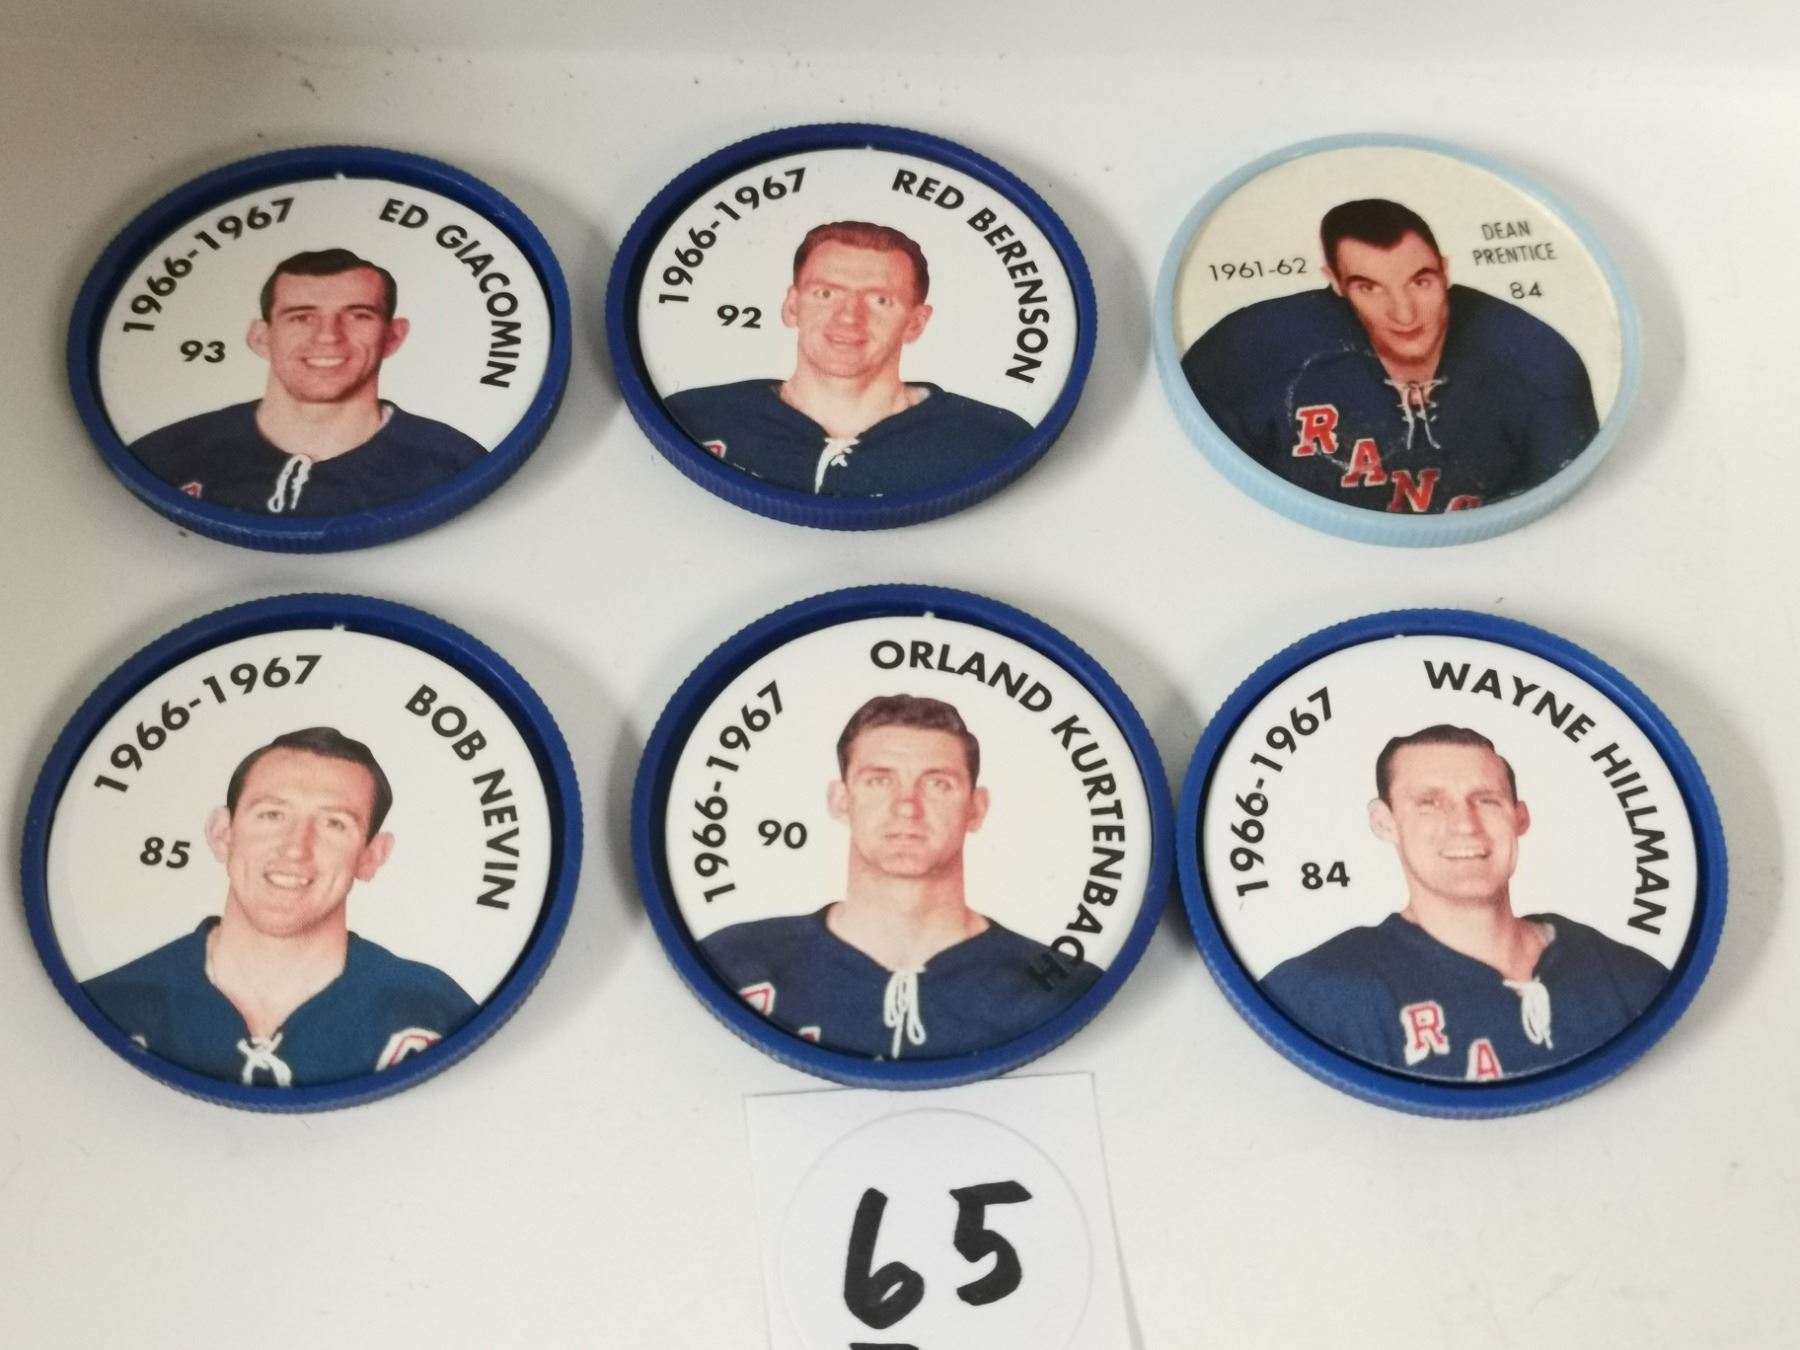 1966-1967 ED GIACOMIN
93
1966-1967 RED BERENSON
92
1961-62
DEAN
PRENTICE
84
RANG
1966-1967 BOB NEVIN
85
1966-1967 ORLAND KURTENBACH
90
1966-1967 WAYNE HILLMAN
84
RA
65